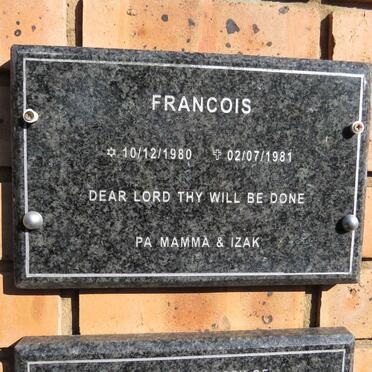 FRANCOIS
✡ 10/12/1980 ✞ 02/07/1981
DEAR LORD THY WILL BE DONE
PA MAMMA & IZAK